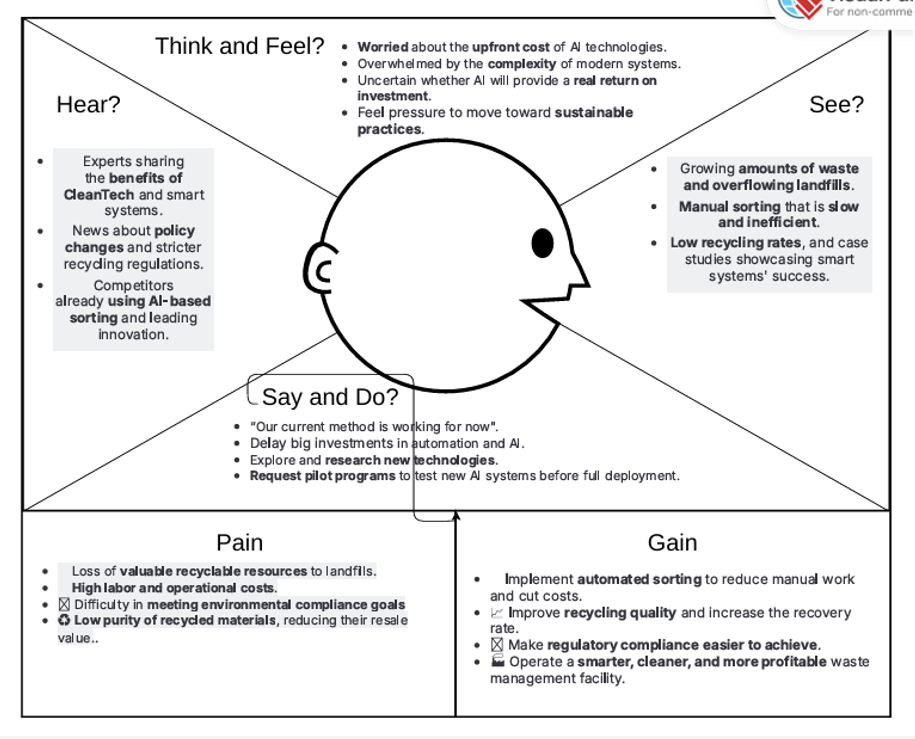 For non-comme
Think and Feel?
• Worried about the upfront cost of AI technologies.
• Overwhelmed by the complexity of modern systems.
• Uncertain whether AI will provide a real return on
investment.
• Feel pressure to move toward sustainable
practices.
Hear?
• Experts sharing
the benefits of
CleanTech and smart
systems.
• News about policy
changes and stricter
recycling regulations.
• Competitors
already using AI-based
sorting and leading
innovation.
See?
• Growing amounts of waste
and overflowing landfills.
• Manual sorting that is slow
and inefficient.
• Low recycling rates, and case
studies showcasing smart
systems' success.
Say and Do?
• "Our current method is working for now".
• Delay big investments in automation and AI.
• Explore and research new technologies.
• Request pilot programs to test new AI systems before full deployment.
Pain
• Loss of valuable recyclable resources to landfills.
• High labor and operational costs.
• Difficulty in meeting environmental compliance goals
• ♻ Low purity of recycled materials, reducing their resale
value..
Gain
• Implement automated sorting to reduce manual work
and cut costs.
• 📈 Improve recycling quality and increase the recovery
rate.
• Make regulatory compliance easier to achieve.
• 🏭 Operate a smarter, cleaner, and more profitable waste
management facility.